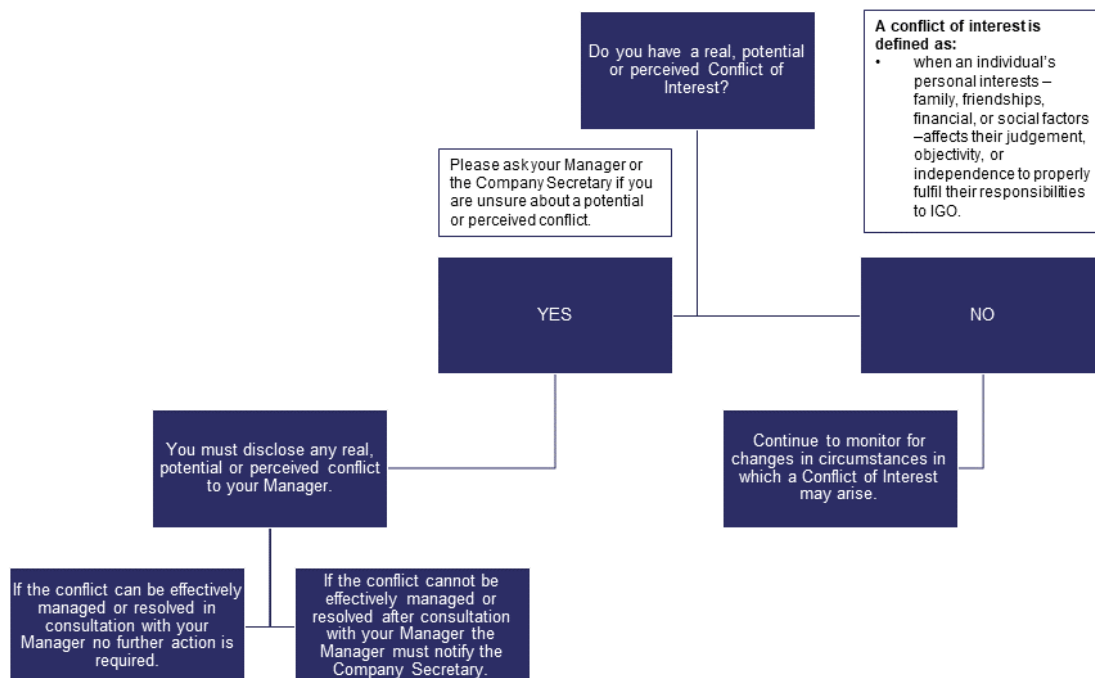 Do you have a real, potential
or perceived Conflict of
Interest?
A conflict of interest is
defined as:
• when an individual's
personal interests –
family, friendships,
financial, or social factors
–affects their judgement,
objectivity, or
independence to properly
fulfil their responsibilities
to IGO.
Please ask your Manager or
the Company Secretary if you
are unsure about a potential
or perceived conflict.
YES
NO
You must disclose any real,
potential or perceived conflict
to your Manager.
Continue to monitor for
changes in circumstances in
which a Conflict of Interest
may arise.
If the conflict can be effectively
managed or resolved in
consultation with your
Manager no further action is
required.
If the conflict cannot be
effectively managed or
resolved after consultation
with your Manager the
Manager must notify the
Company Secretary.